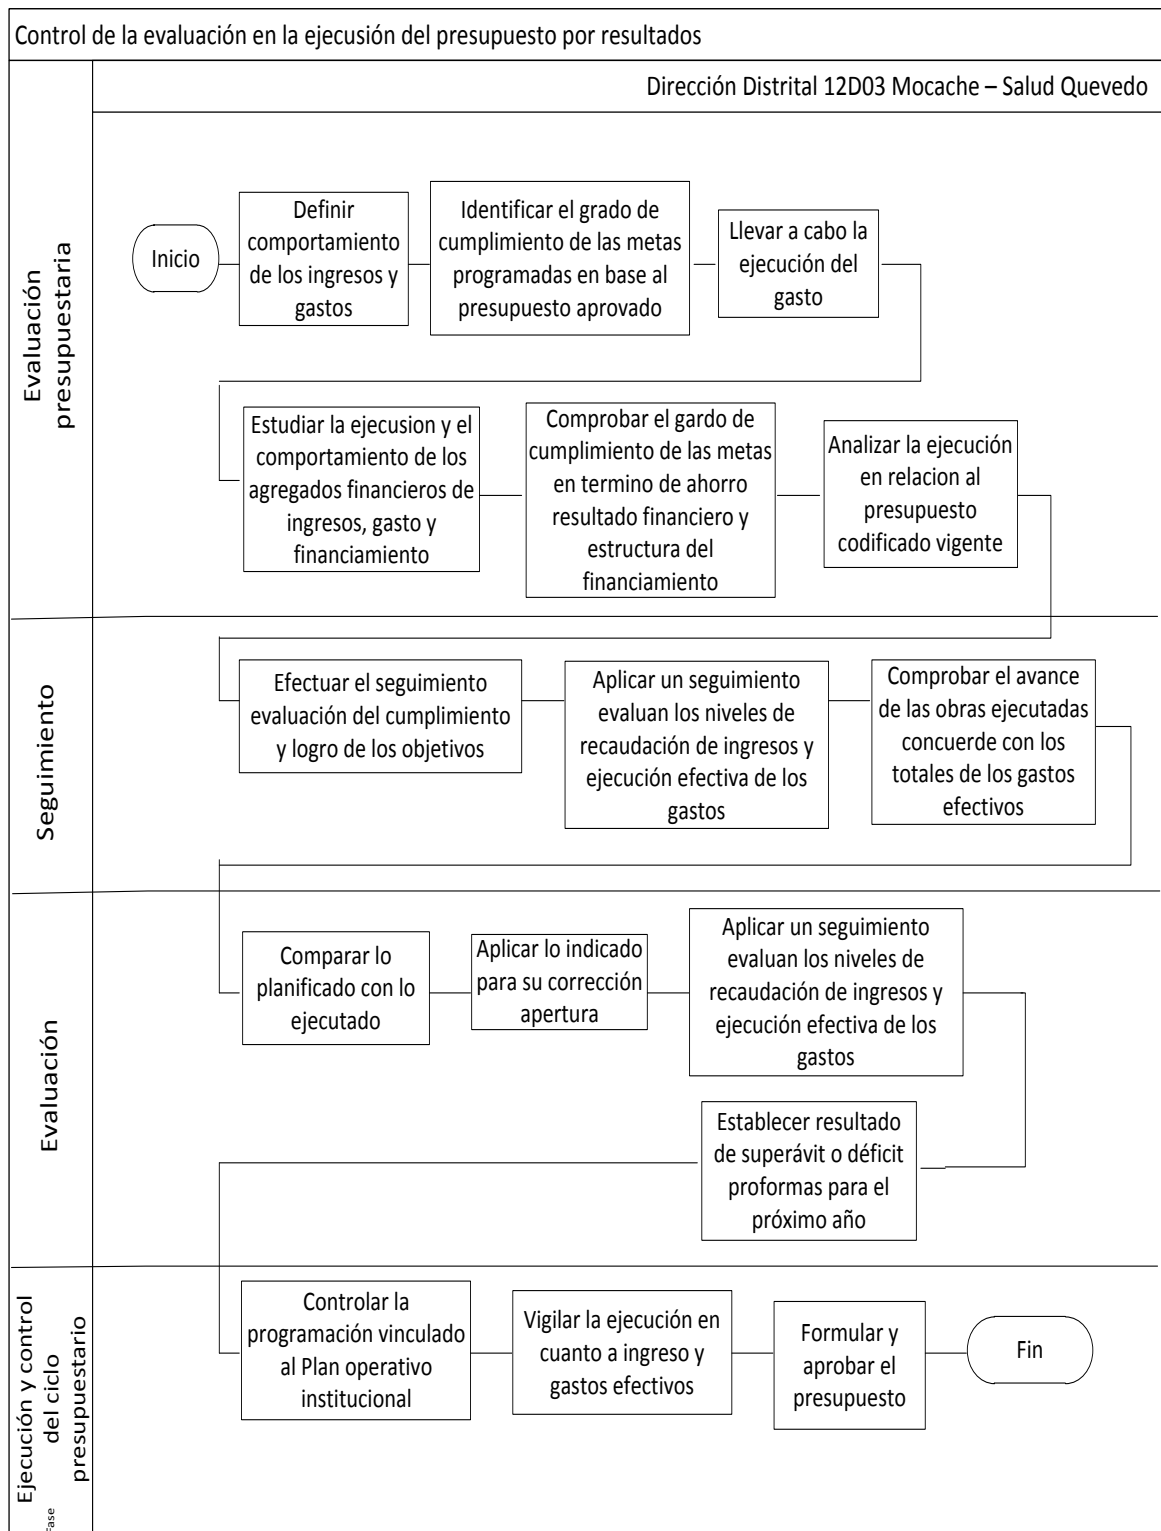 Control de la evaluación en la ejecusión del presupuesto por resultados
Dirección Distrital 12D03 Mocache – Salud Quevedo
Evaluación
presupuestaria
Inicio
Definir
comportamiento
de los ingresos y
gastos
Identificar el grado de
cumplimiento de las metas
programadas en base al
presupuesto aprovado
Llevar a cabo la
ejecución del
gasto
Estudiar la ejecusion y el
comportamiento de los
agregados financieros de
ingresos, gasto y
financiamiento
Comprobar el gardo de
cumplimiento de las metas
en termino de ahorro
resultado financiero y
estructura del
financiamiento
Analizar la ejecución
en relacion al
presupuesto
codificado vigente
Seguimiento
Efectuar el seguimiento
evaluación del cumplimiento
y logro de los objetivos
Aplicar un seguimiento
evaluan los niveles de
recaudación de ingresos y
ejecución efectiva de los
gastos
Comprobar el avance
de las obras ejecutadas
concuerde con los
totales de los gastos
efectivos
Evaluación
Comparar lo
planificado con lo
ejecutado
Aplicar lo indicado
para su corrección
apertura
Aplicar un seguimiento
evaluan los niveles de
recaudación de ingresos y
ejecución efectiva de los
gastos
Establecer resultado
de superávit o déficit
proformas para el
próximo año
Ejecución y control
del ciclo
presupuestario
Controlar la
programación vinculado
al Plan operativo
institucional
Vigilar la ejecución en
cuanto a ingreso y
gastos efectivos
Formular y
aprobar el
presupuesto
Fin
Fase